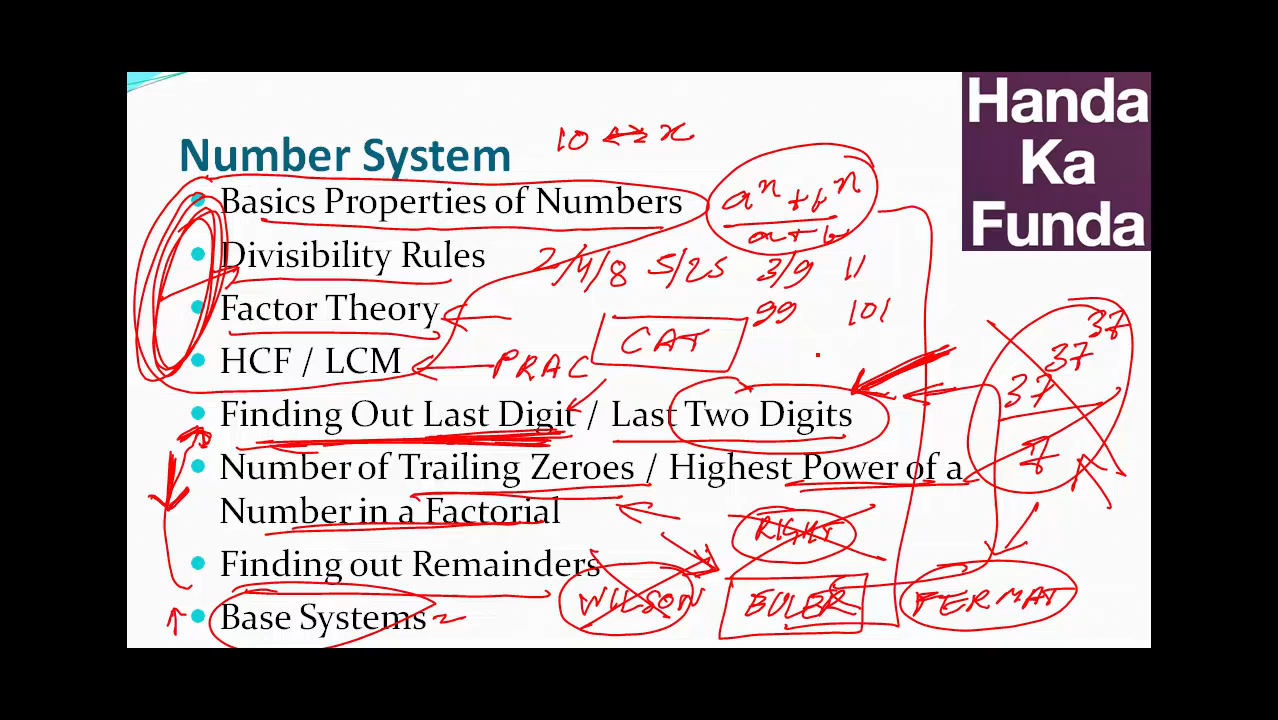 Handa
Ka
Funda
Number System
10 ↔ x
• Basics Properties of Numbers
aⁿ + bⁿ
a + b
• Divisibility Rules
2/4/8 5/25 3/9 11
• Factor Theory
99 101
CAT
• HCF / LCM
PRAC
37
37
37
7
• Finding Out Last Digit / Last Two Digits
• Number of Trailing Zeroes / Highest Power of a
Number in a Factorial
RIGHT
• Finding out Remainders
WILSON EULER FERMAT
• Base Systems